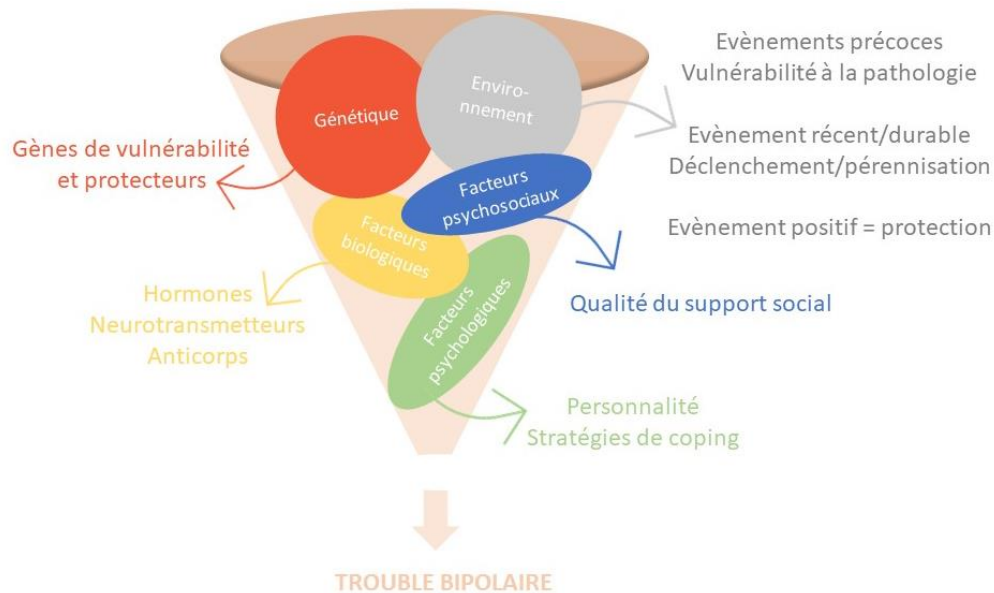 Evènements précoces
Vulnérabilité à la pathologie
Enviro-
nnement
Génétique
Evènement récent/durable
Déclenchement/pérennisation
Gènes de vulnérabilité
et protecteurs
Facteurs
psychosociaux
Evènement positif = protection
Facteurs
biologiques
Hormones
Neurotransmetteurs
Anticorps
Qualité du support social
Facteurs
psychologiques
Personnalité
Stratégies de coping
TROUBLE BIPOLAIRE